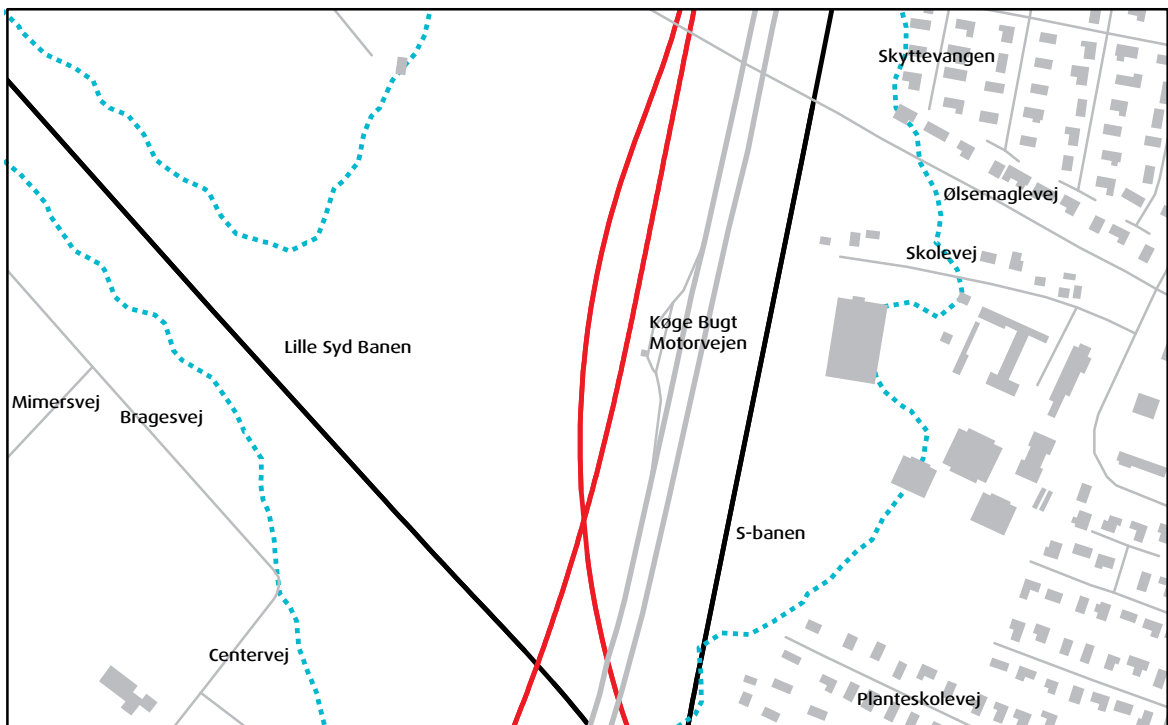 Skyttevangen
Ølsemaglevej
Skolevej
Køge Bugt
Motorvejen
Lille Syd Banen
Mimersvej
Bragesvej
S-banen
Centervej
Planteskolevej